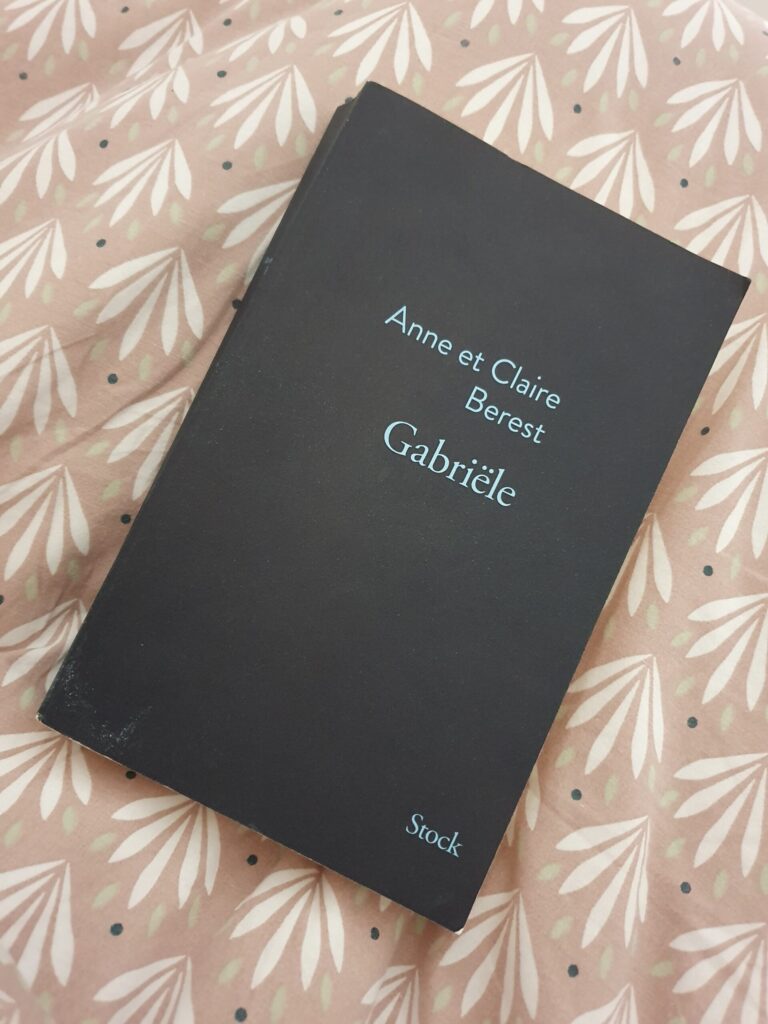 Anne et Claire
Berest
Gabriële
Stock